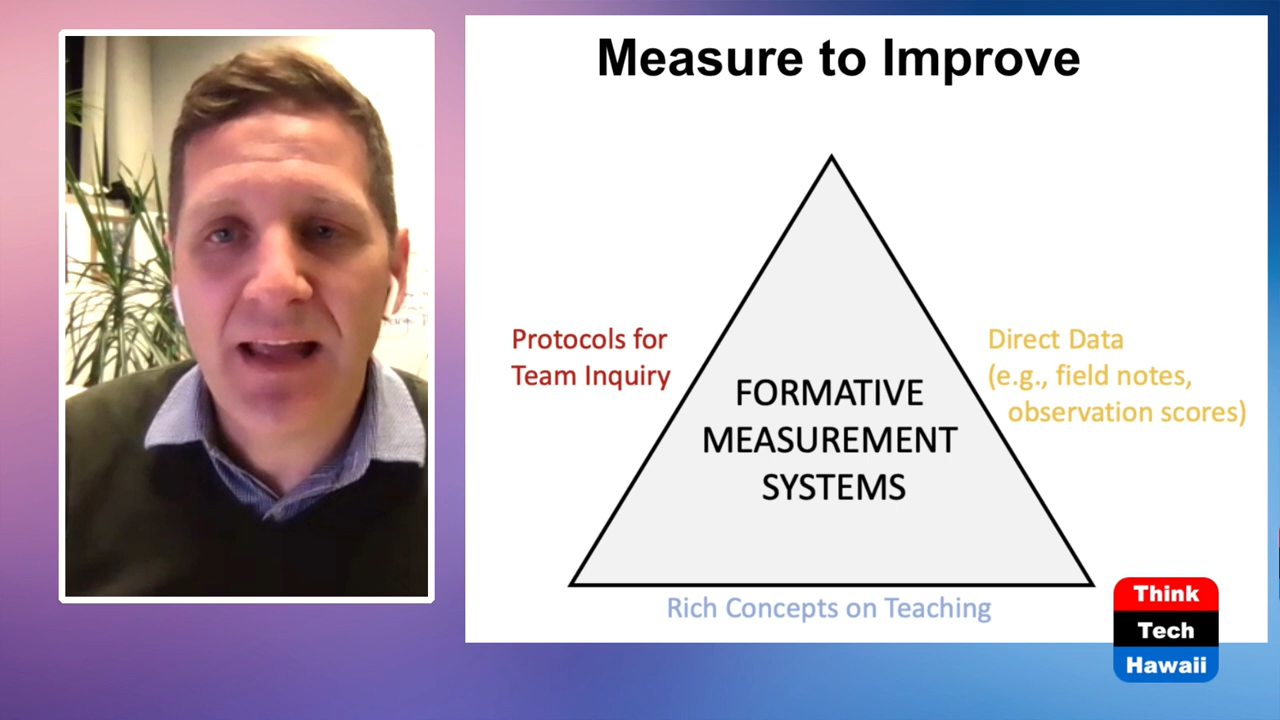 Measure to Improve
Protocols for
Team Inquiry
Direct Data
(e.g., field notes,
observation scores)
FORMATIVE
MEASUREMENT
SYSTEMS
Rich Concepts on Teaching
Think
Tech
Hawaii